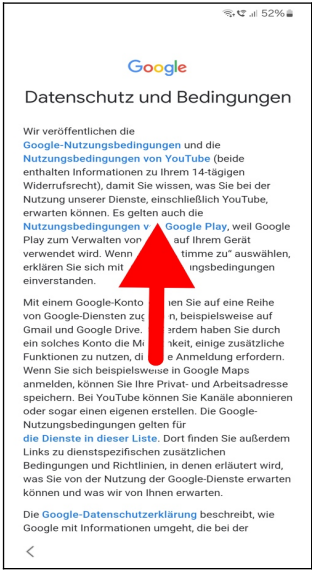 52%
Google
Datenschutz und Bedingungen
Wir veröffentlichen die
Google-Nutzungsbedingungen und die
Nutzungsbedingungen von YouTube (beide
enthalten Informationen zu Ihrem 14-tägigen
Widerrufsrecht), damit Sie wissen, was Sie bei der
Nutzung unserer Dienste, einschließlich YouTube,
erwarten können. Es gelten auch die
Nutzungsbedingungen Google Play, weil Google
Play zum Verwalten von auf Ihrem Gerät
verwendet wird. Wenn timme zu" auswählen,
erklären Sie sich mit ngsbedingungen
einverstanden.
Mit einem Google-Konto Sie auf eine Reihe
von Google-Diensten beispielsweise auf
Gmail und Google Drive. haben Sie durch
ein solches Konto die einige zusätzliche
Funktionen zu nutzen, Anmeldung erfordern.
Wenn Sie sich beispielsweise in Google Maps
anmelden, können Sie Ihre Privat- und Arbeitsadresse
speichern. Bei YouTube können Sie Kanäle abonnieren
oder sogar einen eigenen erstellen. Die Google-
Nutzungsbedingungen gelten für
die Dienste in dieser Liste. Dort finden Sie außerdem
Links zu dienstspezifischen zusätzlichen
Bedingungen und Richtlinien, in denen erläutert wird,
was Sie von der Nutzung der Google-Dienste erwarten
können und was wir von Ihnen erwarten.
Die Google-Datenschutzerklärung beschreibt, wie
Google mit Informationen umgeht, die bei der